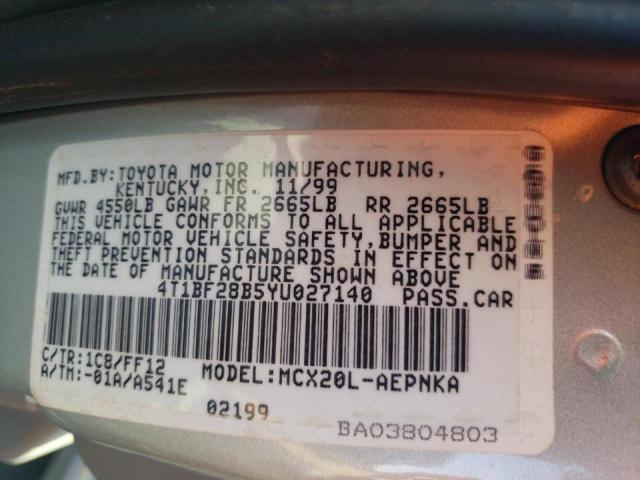 MFD.BY:TOYOTA MOTOR MANUFACTURING,
KENTUCKY,INC. 11/99
GVWR 4550LB GAWR FR 2665LB RR 2665LB
THIS VEHICLE CONFORMS TO ALL APPLICABLE
FEDERAL MOTOR VEHICLE SAFETY,BUMPER AND
THEFT PREVENTION STANDARDS IN EFFECT ON
THE DATE OF MANUFACTURE SHOWN ABOVE
4T1BF28B5YU027140 PASS.CAR
C/TR:1C8/FF12
A/TM:-01A/A541E MODEL:MCX20L-AEPNKA
02199
BA03804803